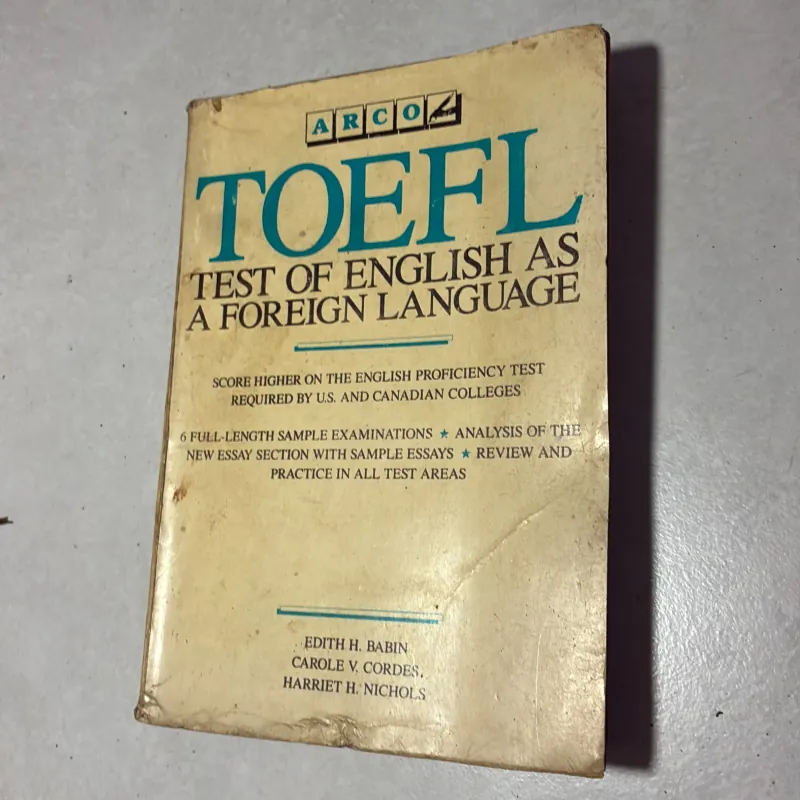 ARCO
TOEFL
TEST OF ENGLISH AS
A FOREIGN LANGUAGE
SCORE HIGHER ON THE ENGLISH PROFICIENCY TEST
REQUIRED BY U.S. AND CANADIAN COLLEGES
6 FULL-LENGTH SAMPLE EXAMINATIONS ★ ANALYSIS OF THE
NEW ESSAY SECTION WITH SAMPLE ESSAYS ★ REVIEW AND
PRACTICE IN ALL TEST AREAS
EDITH H. BABIN
CAROLE V. CORDES,
HARRIET H. NICHOLS